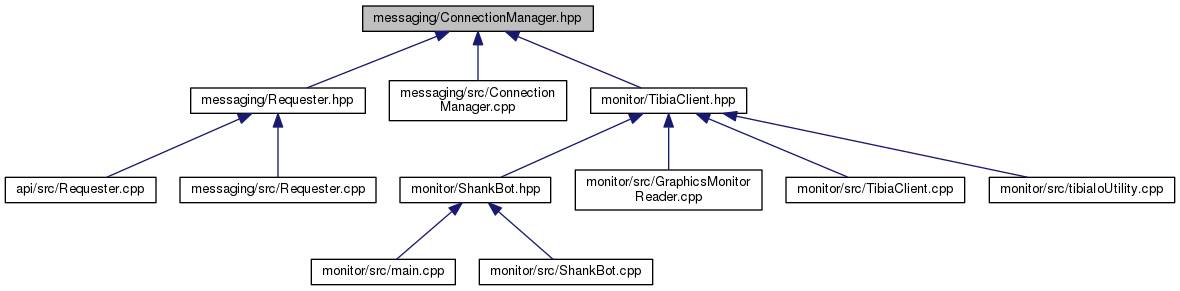 messaging/ConnectionManager.hpp
messaging/Requester.hpp
messaging/src/Connection
Manager.cpp
monitor/TibiaClient.hpp
api/src/Requester.cpp
messaging/src/Requester.cpp
monitor/ShankBot.hpp
monitor/src/GraphicsMonitor
Reader.cpp
monitor/src/TibiaClient.cpp
monitor/src/tibiaIoUtility.cpp
monitor/src/main.cpp
monitor/src/ShankBot.cpp